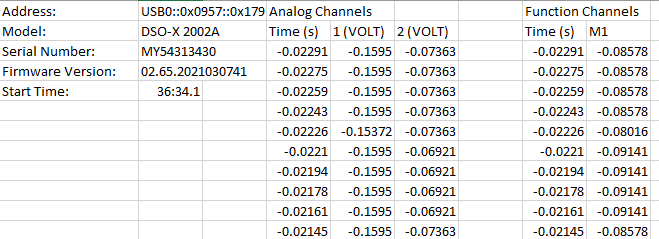 Address: USB0::0x0957::0x179 Analog Channels Function Channels
Model: DSO-X 2002A Time (s) 1 (VOLT) 2 (VOLT) Time (s) M1
Serial Number: MY54313430 -0.02291 -0.1595 -0.07363 -0.02291 -0.08578
Firmware Version: 02.65.2021030741 -0.02275 -0.1595 -0.07363 -0.02275 -0.08578
Start Time: 36:34.1 -0.02259 -0.1595 -0.07363 -0.02259 -0.08578
-0.02243 -0.1595 -0.07363 -0.02243 -0.08578
-0.02226 -0.15372 -0.07363 -0.02226 -0.08016
-0.0221 -0.1595 -0.06921 -0.0221 -0.09141
-0.02194 -0.1595 -0.06921 -0.02194 -0.09141
-0.02178 -0.1595 -0.06921 -0.02178 -0.09141
-0.02161 -0.1595 -0.06921 -0.02161 -0.09141
-0.02145 -0.1595 -0.07363 -0.02145 -0.08578